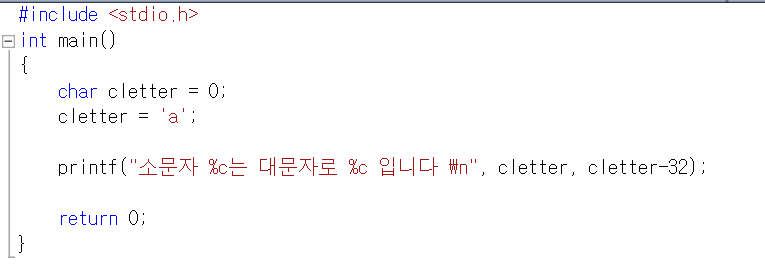 #include <stdio.h>
int main()
{
char cletter = 0;
cletter = 'a';
printf("소문자 %c는 대문자로 %c 입니다 ₩n", cletter, cletter-32);
return 0;
}